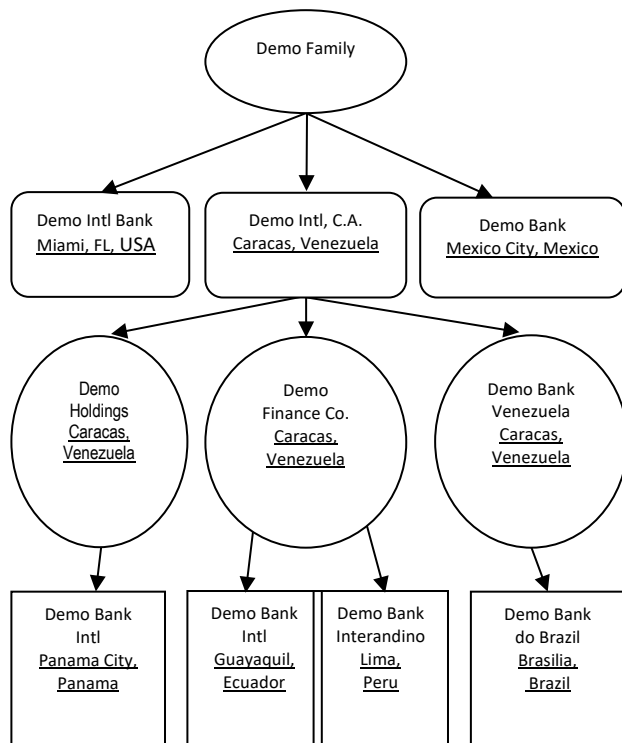 Demo Family
Demo Intl Bank
Miami, FL, USA
Demo Intl, C.A.
Caracas, Venezuela
Demo Bank
Mexico City, Mexico
Demo
Holdings
Caracas,
Venezuela
Demo
Finance Co.
Caracas,
Venezuela
Demo Bank
Venezuela
Caracas,
Venezuela
Demo Bank
Intl
Panama City,
Panama
Demo Bank
Intl
Guayaquil,
Ecuador
Demo Bank
Interandino
Lima,
Peru
Demo Bank
do Brazil
Brasilia,
Brazil